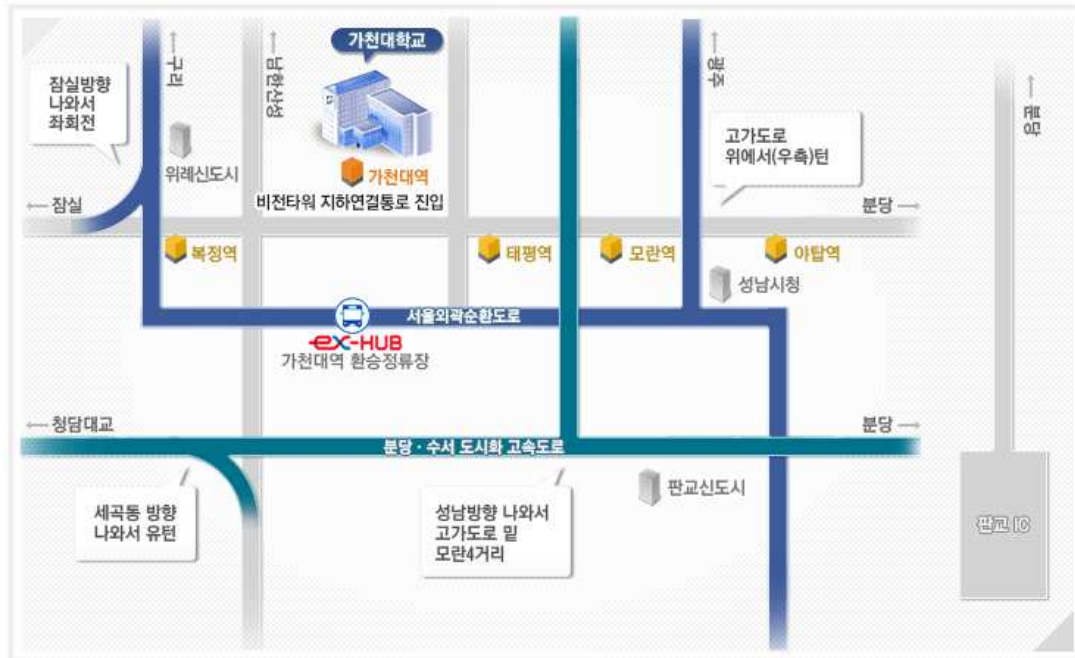 가천대학교
구리
남한산성
광주
분당
잠실방향
나와서
좌회전
고가도로
위에서(우측)턴
위례신도시
가천대역
비전타워 지하연결통로 진입
잠실
분당
복정역
태평역
모란역
야탑역
성남시청
서울외곽순환도로
ex-HUB
가천대역 환승정류장
청담대교
분당
분당·수서 도시화 고속도로
판교신도시
세곡동 방향
나와서 유턴
성남방향 나와서
고가도로 밑
모란4거리
판교 IC